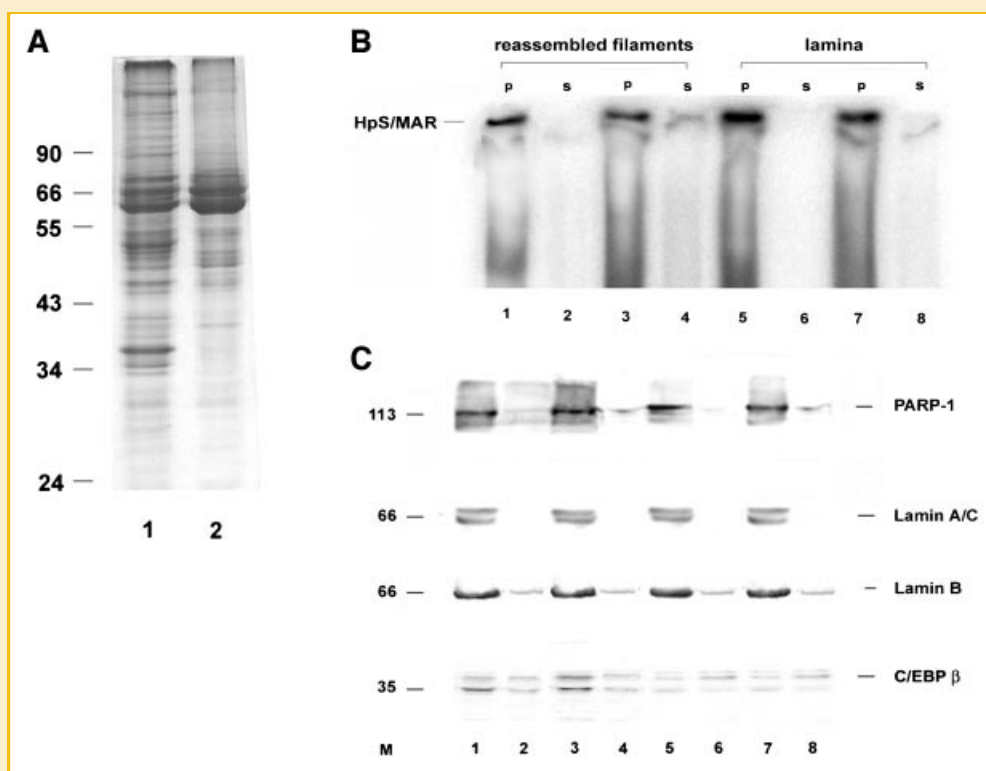 A
90
66
55
43
34
24
1 2
B
reassembled filaments lamina
p s p s p s p s
HpS/MAR
1 2 3 4 5 6 7 8
C
113 PARP-1
66 Lamin A/C
66 Lamin B
35 C/EBP β
M 1 2 3 4 5 6 7 8